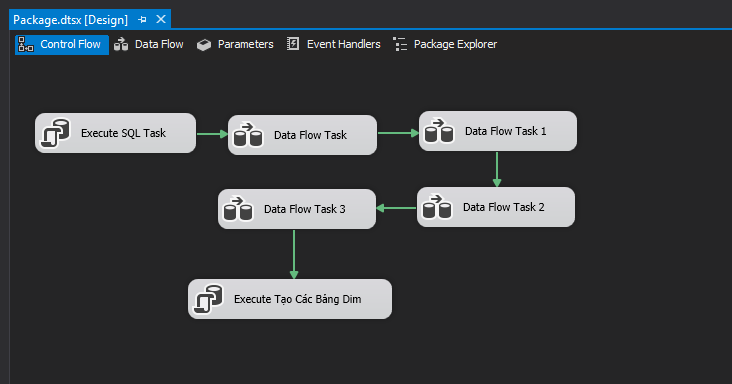 Package.dtsx [Design]
Control Flow
Data Flow
Parameters
Event Handlers
Package Explorer
Execute SQL Task
Data Flow Task
Data Flow Task 1
Data Flow Task 3
Data Flow Task 2
Execute Tạo Các Bảng Dim